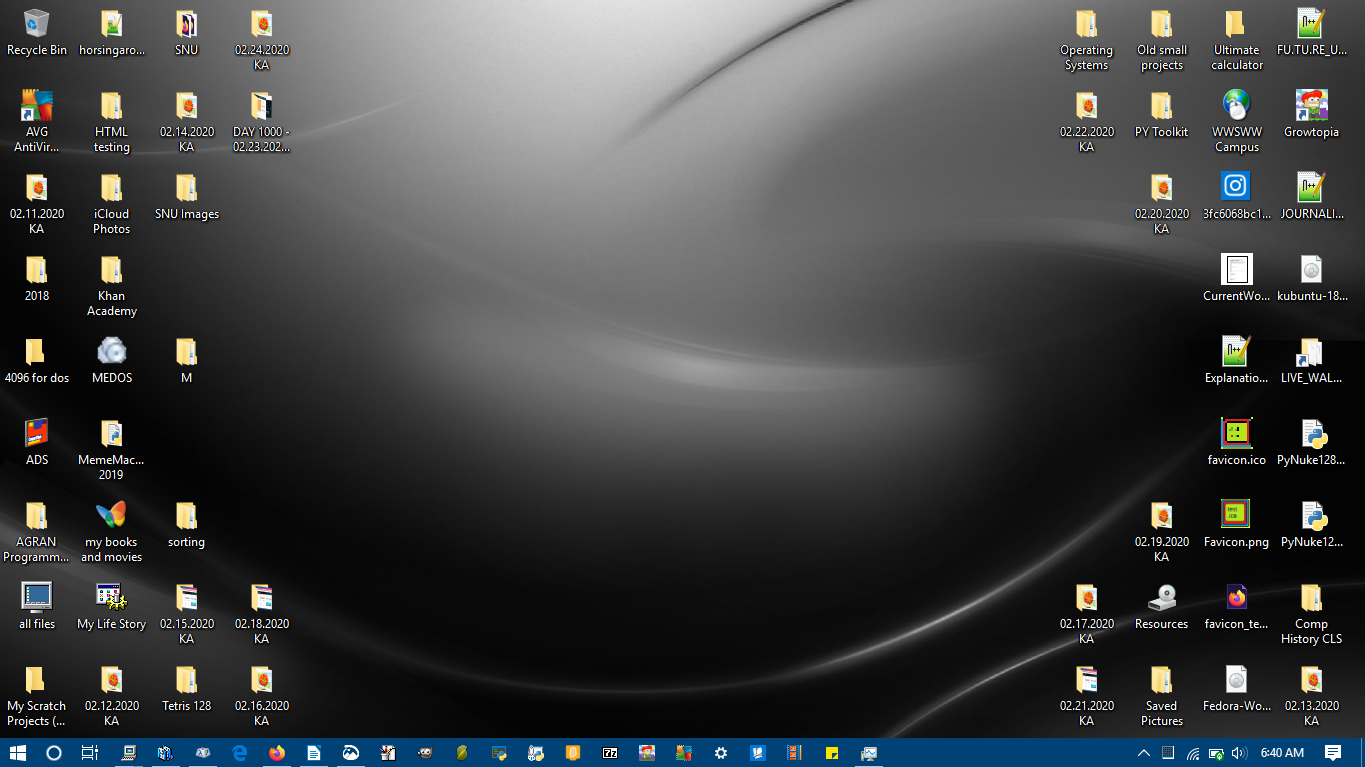 Recycle Bin
horsingaro...
SNU
02.24.2020
KA
Operating
Systems
Old small
projects
Ultimate
calculator
FU.TU.RE_U...
AVG
AntiVir...
HTML
testing
02.14.2020
KA
DAY 1000 -
02.23.202...
02.22.2020
KA
PY Toolkit
WWSWW
Campus
Growtopia
02.11.2020
KA
iCloud
Photos
SNU Images
02.20.2020
KA
3fc6068bc1...
JOURNALI...
2018
Khan
Academy
CurrentWo...
kubuntu-18...
4096 for dos
MEDOS
M
Explanatio...
LIVE_WAL...
ADS
MemeMac...
2019
favicon.ico
PyNuke128...
AGRAN
Programm...
my books
and movies
sorting
02.19.2020
KA
Favicon.png
PyNuke12...
all files
My Life Story
02.15.2020
KA
02.18.2020
KA
02.17.2020
KA
Resources
favicon_te...
Comp
History CLS
My Scratch
Projects (...
02.12.2020
KA
Tetris 128
02.16.2020
KA
02.21.2020
KA
Saved
Pictures
Fedora-Wo...
02.13.2020
KA
6:40 AM